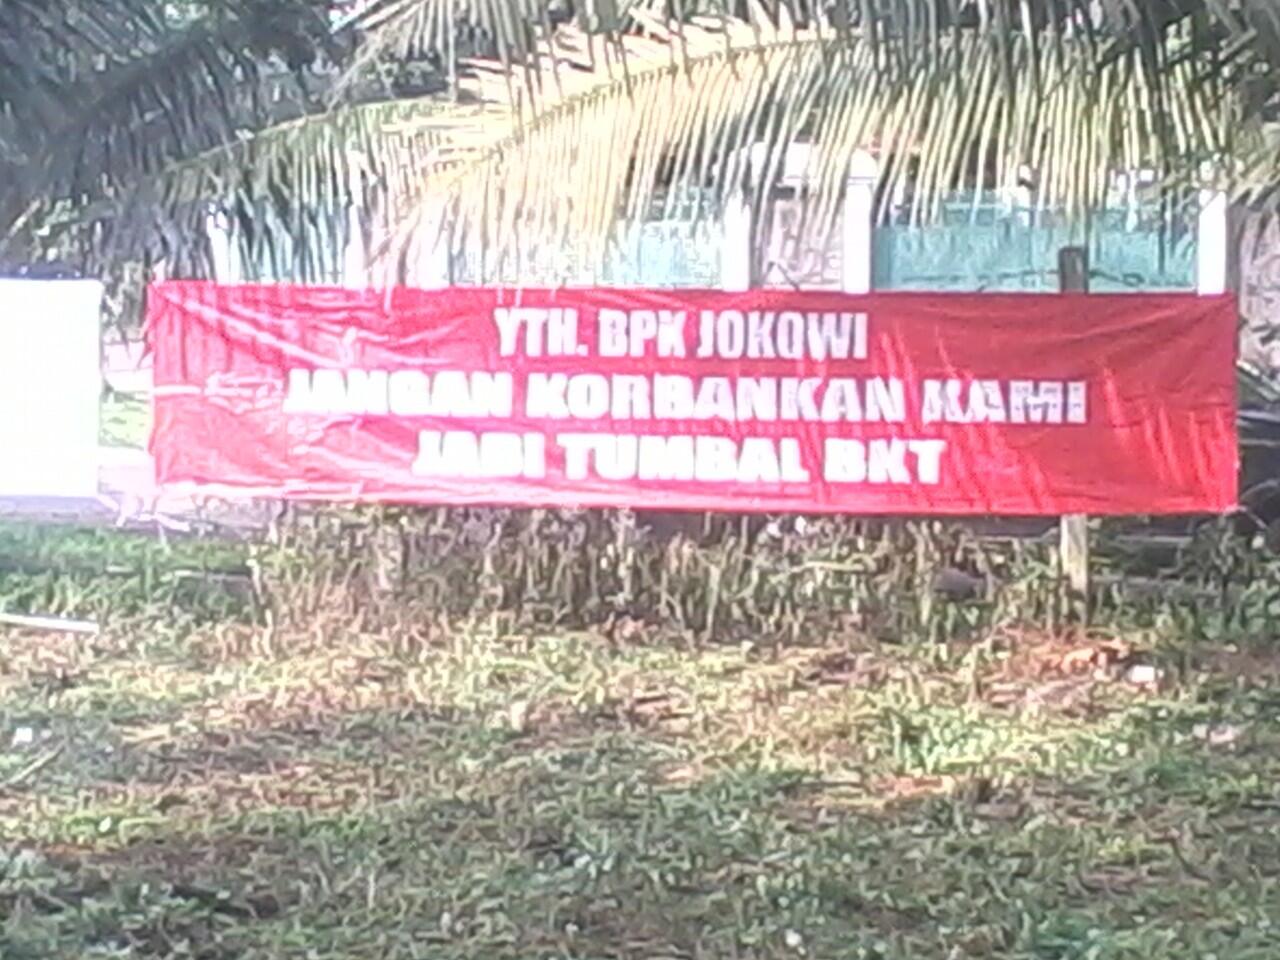 YTH. BPK JOKOWI
JANGAN KORBANKAN KAMI
JADI TUMBAL BKT